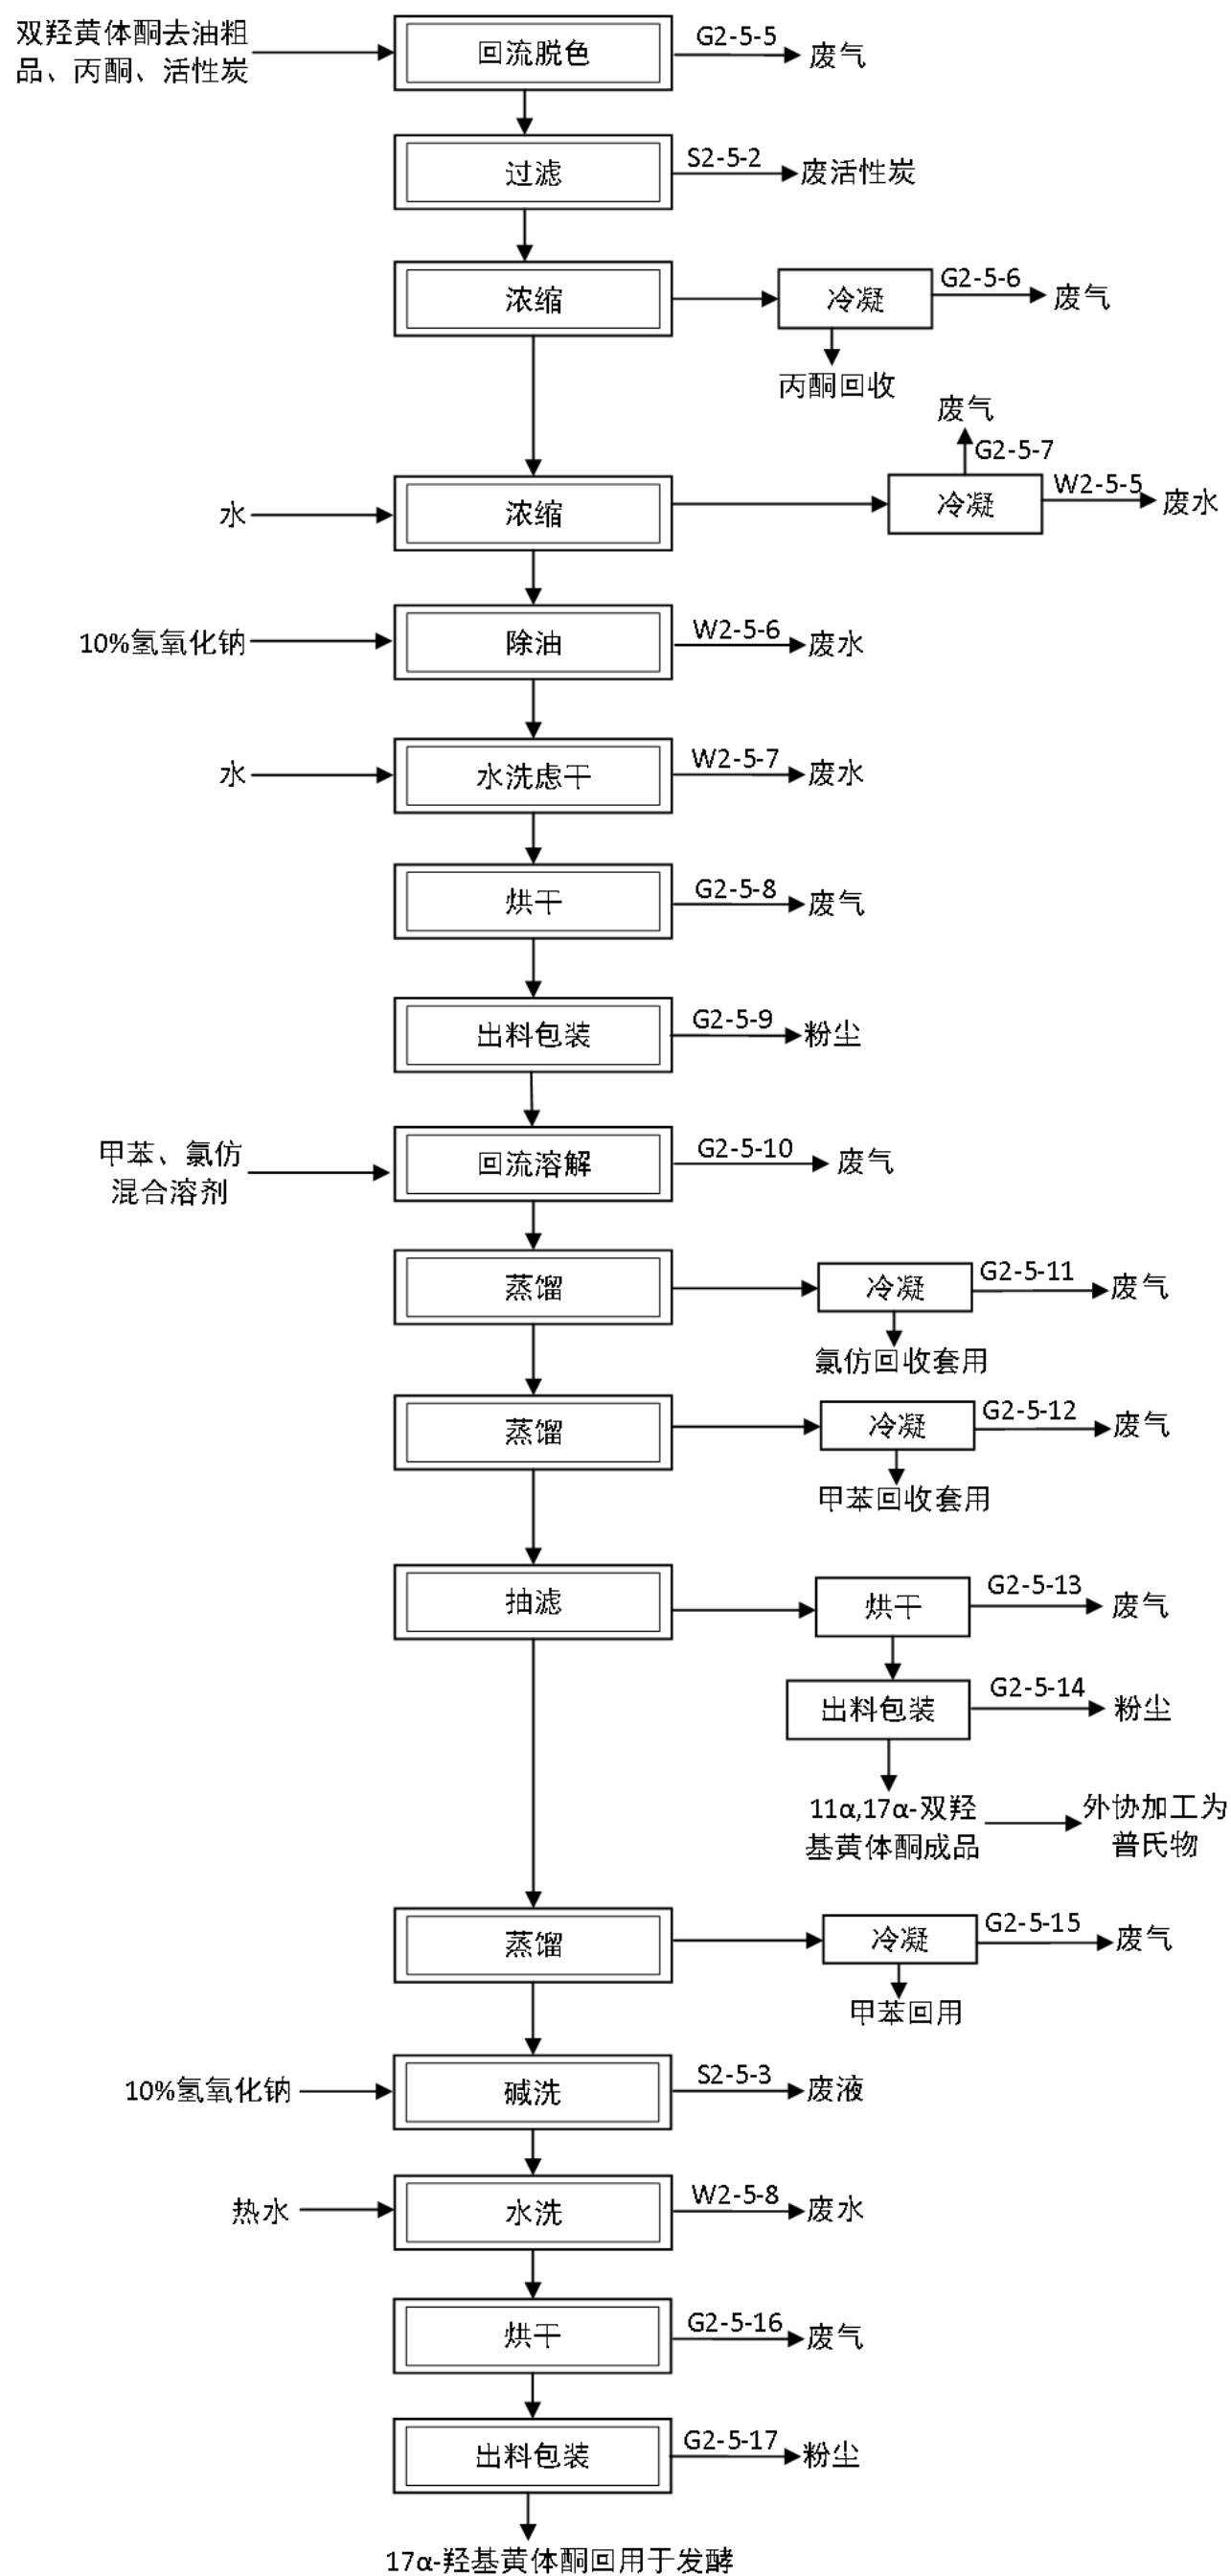 双羟黄体酮去油粗
品、丙酮、活性炭
回流脱色
G2-5-5
废气
过滤
S2-5-2
废活性炭
浓缩
冷凝
G2-5-6
废气
丙酮回收
废气
G2-5-7
水
浓缩
冷凝
W2-5-5
废水
10%氢氧化钠
除油
W2-5-6
废水
水
水洗虑干
W2-5-7
废水
烘干
G2-5-8
废气
出料包装
G2-5-9
粉尘
甲苯、氯仿
混合溶剂
回流溶解
G2-5-10
废气
蒸馏
冷凝
G2-5-11
废气
氯仿回收套用
蒸馏
冷凝
G2-5-12
废气
甲苯回收套用
抽滤
烘干
G2-5-13
废气
出料包装
G2-5-14
粉尘
11α,17α-双羟
基黄体酮成品
外协加工为
普氏物
蒸馏
冷凝
G2-5-15
废气
甲苯回用
10%氢氧化钠
碱洗
S2-5-3
废液
热水
水洗
W2-5-8
废水
烘干
G2-5-16
废气
出料包装
G2-5-17
粉尘
17α-羟基黄体酮回用于发酵